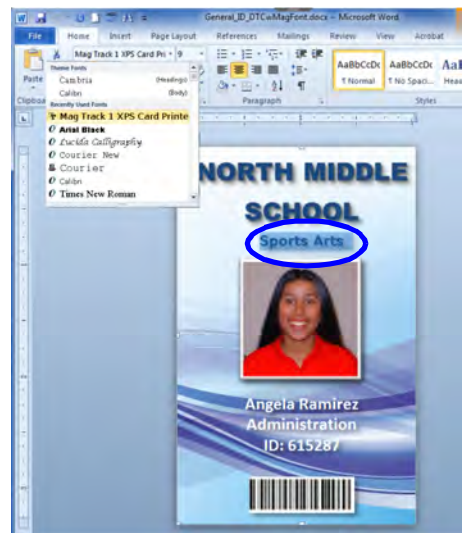 General_ID_DTCwMagFont.docx - Microsoft Word
File Home Insert Page Layout References Mailings Review View Acrobat
Mag Track 1 XPS Card Pri 9
Paste
Theme Fonts
Cambria (Headings)
Calibri (Body)
Recently Used Fonts
Mag Track 1 XPS Card Printe
Arial Black
Lucida Calligraphy
Courier New
Courier
Calibri
Times New Roman
Paragraph
AaBbCcDc AaBbCcDc AaI
¶ Normal ¶ No Spaci... Head
Styles
NORTH MIDDLE
SCHOOL
Sports Arts
Angela Ramirez
Administration
ID: 615287